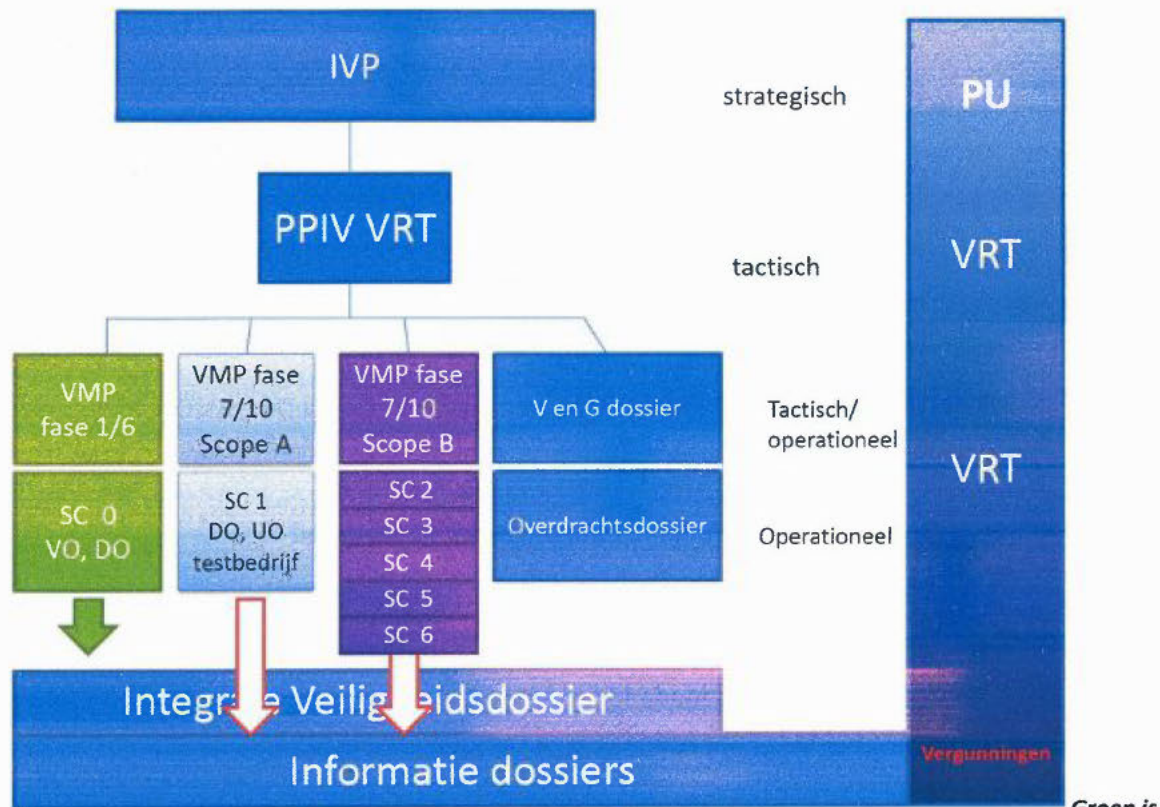 IVP
strategisch
PU
PPIV VRT
tactisch
VRT
VMP
fase 1/6
VMP fase
7/10
Scope A
VMP fase
7/10
Scope B
V en G dossier
Tactisch/
operationeel
VRT
SC 0
VO, DO
SC 1
DO, UO
testbedrijf
SC 2
SC 3
SC 4
SC 5
SC 6
Overdrachtsdossier
Operationeel
Integrale Veiligheidsdossier
Informatie dossiers
Vergunningen